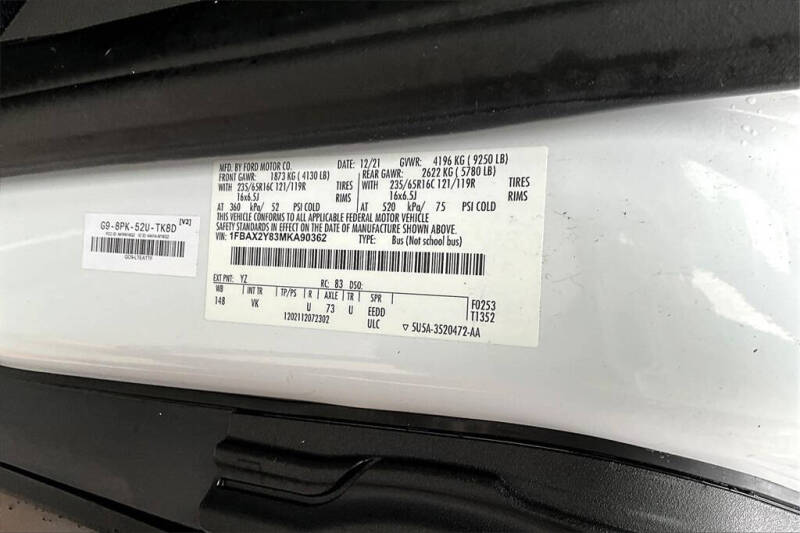 MFD. BY FORD MOTOR CO. DATE: 12/21 GVWR: 4196 KG ( 9250 LB)
FRONT GAWR: 1873 KG ( 4130 LB) REAR GAWR: 2622 KG ( 5780 LB)
WITH 235/65R16C 121/119R TIRES WITH 235/65R16C 121/119R TIRES
16x6.5J RIMS 16x6.5J RIMS
AT 360 kPa/ 52 PSI COLD AT 520 kPa/ 75 PSI COLD
THIS VEHICLE CONFORMS TO ALL APPLICABLE FEDERAL MOTOR VEHICLE
SAFETY STANDARDS IN EFFECT ON THE DATE OF MANUFACTURE SHOWN ABOVE.
VIN: 1FBAX2Y83MKA90362 TYPE: Bus (Not school bus)
EXT PNT: YZ RC: 83 DSO:
WB INT TR TP/PS R AXLE TR SPR F0253
148 VK U 73 U EEDD T1352
1202112072302 ULC ▽ 5U5A-3520472-AA
G9-8PK-52U-TK8D [V2]